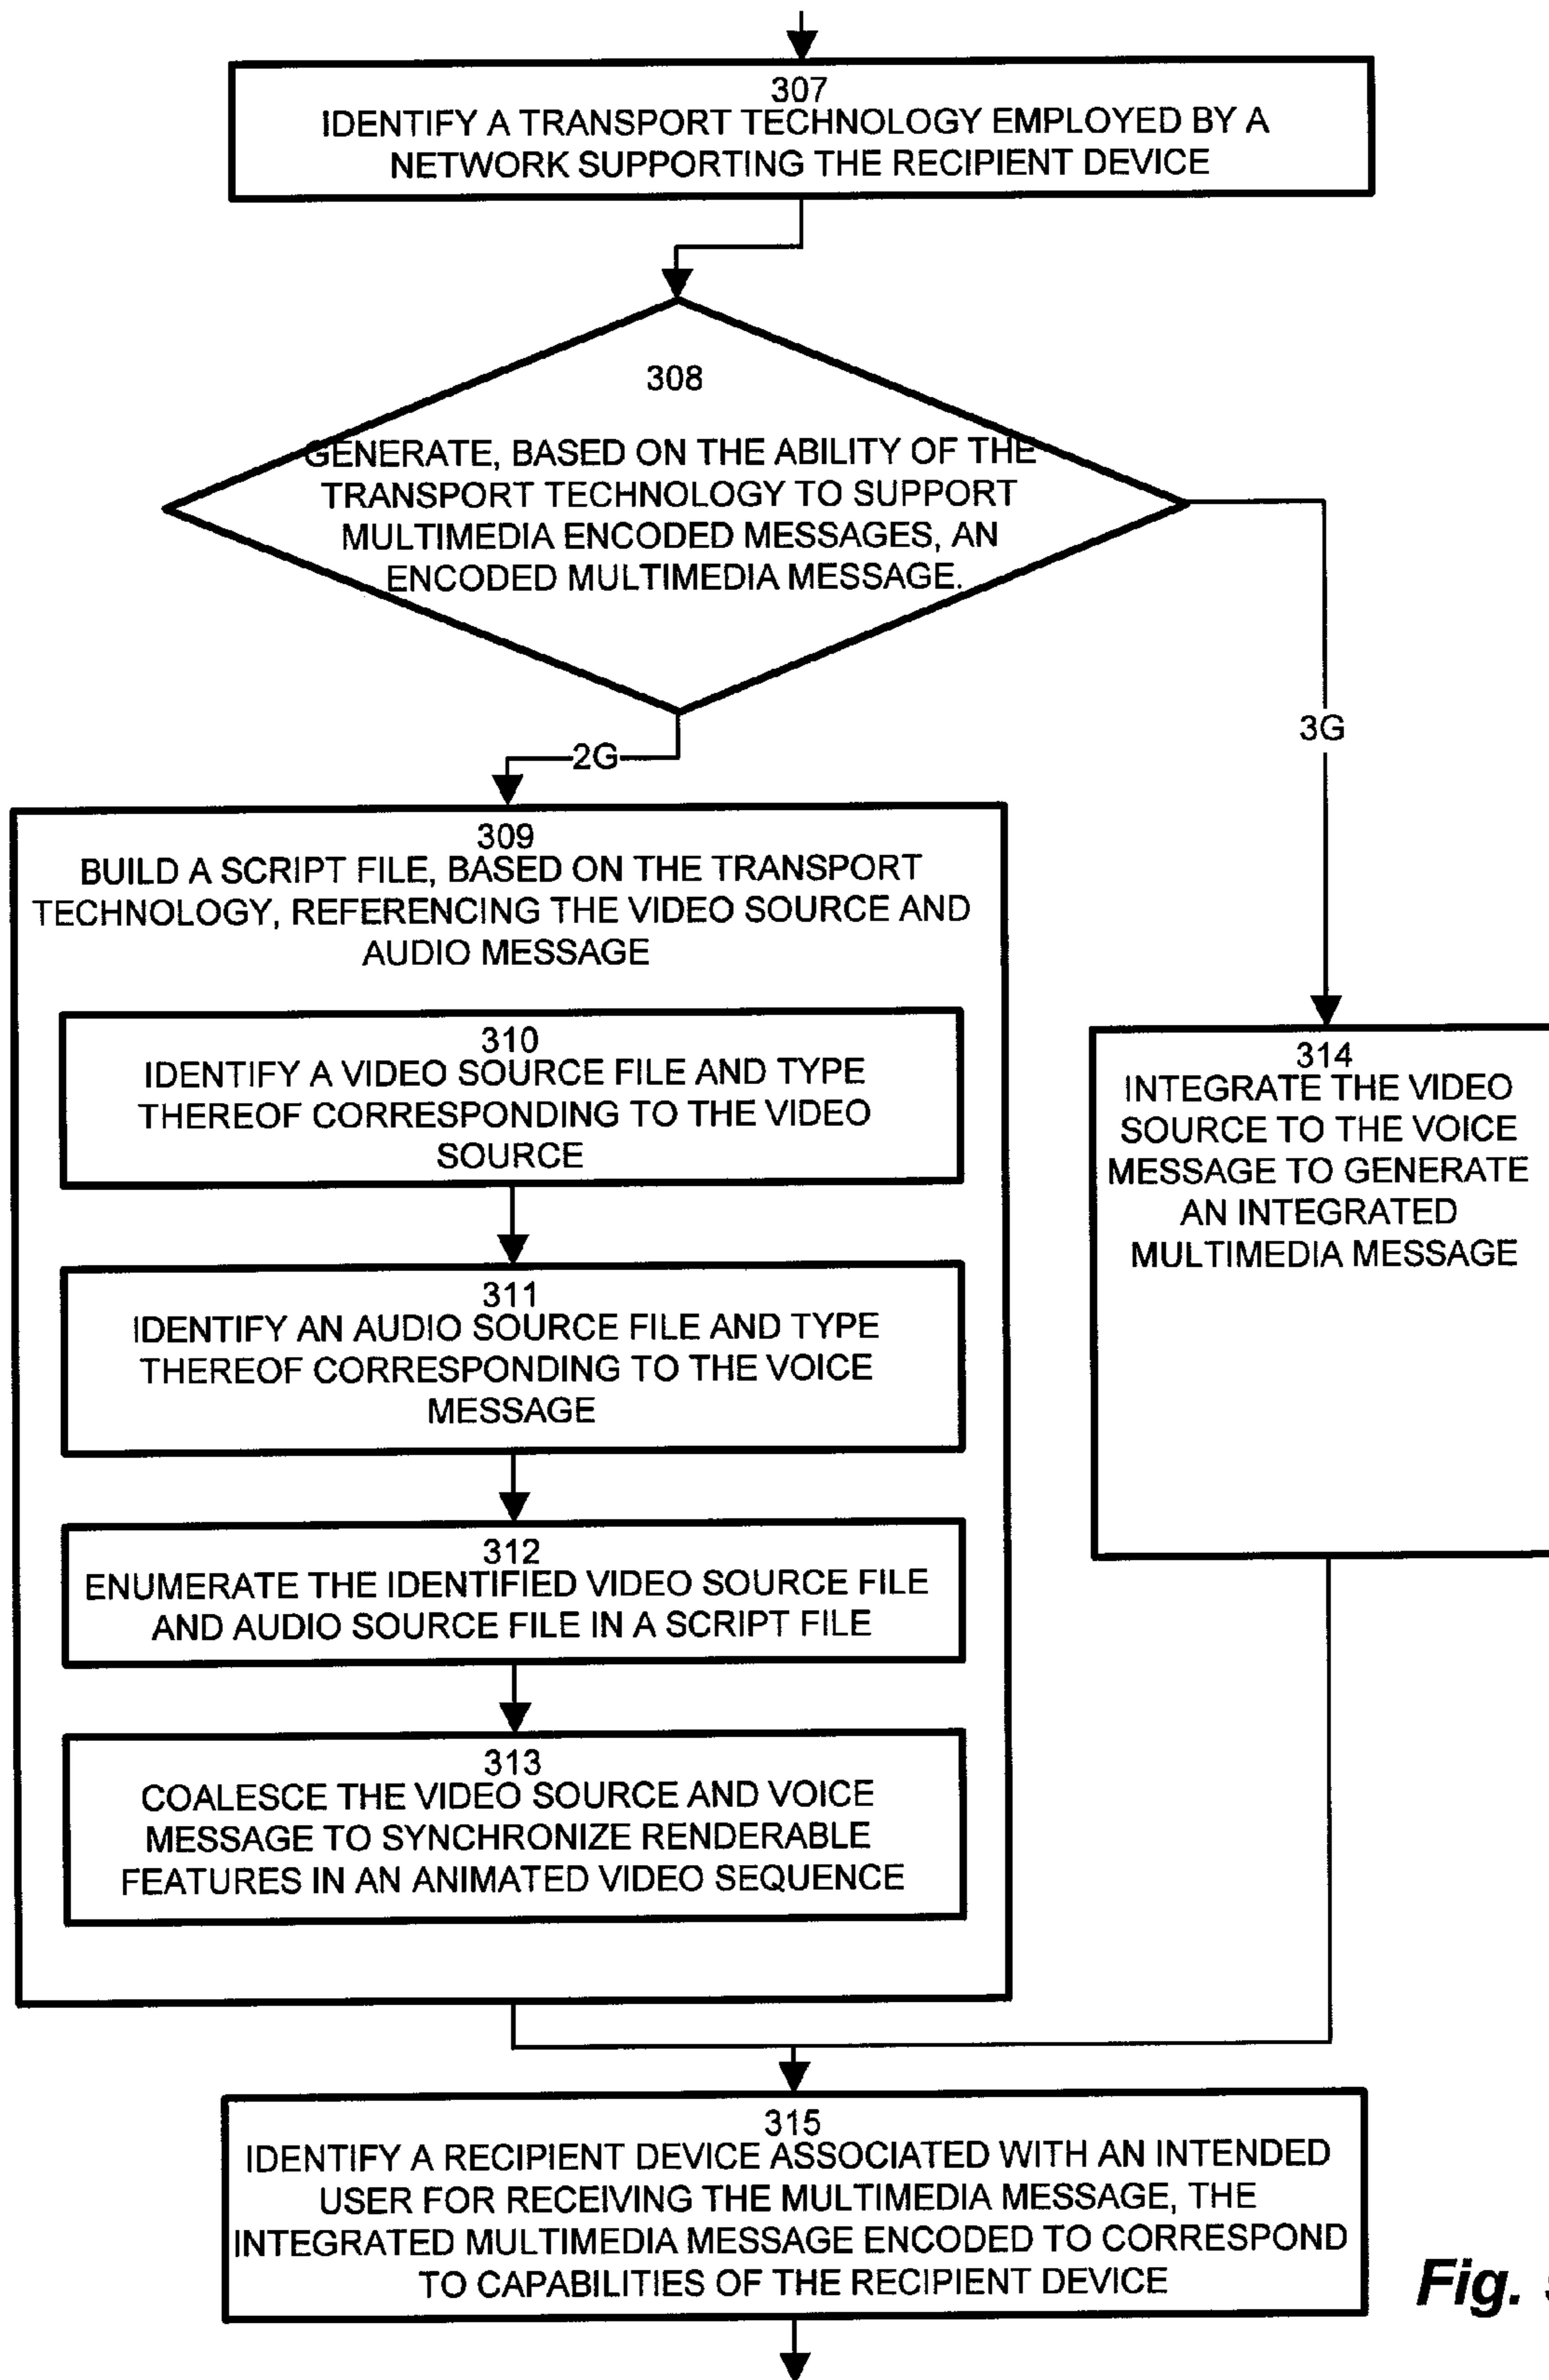 307
IDENTIFY A TRANSPORT TECHNOLOGY EMPLOYED BY A
NETWORK SUPPORTING THE RECIPIENT DEVICE
308
GENERATE, BASED ON THE ABILITY OF THE
TRANSPORT TECHNOLOGY TO SUPPORT
MULTIMEDIA ENCODED MESSAGES, AN
ENCODED MULTIMEDIA MESSAGE.
2G
3G
309
BUILD A SCRIPT FILE, BASED ON THE TRANSPORT
TECHNOLOGY, REFERENCING THE VIDEO SOURCE AND
AUDIO MESSAGE
310
IDENTIFY A VIDEO SOURCE FILE AND TYPE
THEREOF CORRESPONDING TO THE VIDEO
SOURCE
311
IDENTIFY AN AUDIO SOURCE FILE AND TYPE
THEREOF CORRESPONDING TO THE VOICE
MESSAGE
312
ENUMERATE THE IDENTIFIED VIDEO SOURCE FILE
AND AUDIO SOURCE FILE IN A SCRIPT FILE
313
COALESCE THE VIDEO SOURCE AND VOICE
MESSAGE TO SYNCHRONIZE RENDERABLE
FEATURES IN AN ANIMATED VIDEO SEQUENCE
314
INTEGRATE THE VIDEO
SOURCE TO THE VOICE
MESSAGE TO GENERATE
AN INTEGRATED
MULTIMEDIA MESSAGE
315
IDENTIFY A RECIPIENT DEVICE ASSOCIATED WITH AN INTENDED
USER FOR RECEIVING THE MULTIMEDIA MESSAGE, THE
INTEGRATED MULTIMEDIA MESSAGE ENCODED TO CORRESPOND
TO CAPABILITIES OF THE RECIPIENT DEVICE
Fig.